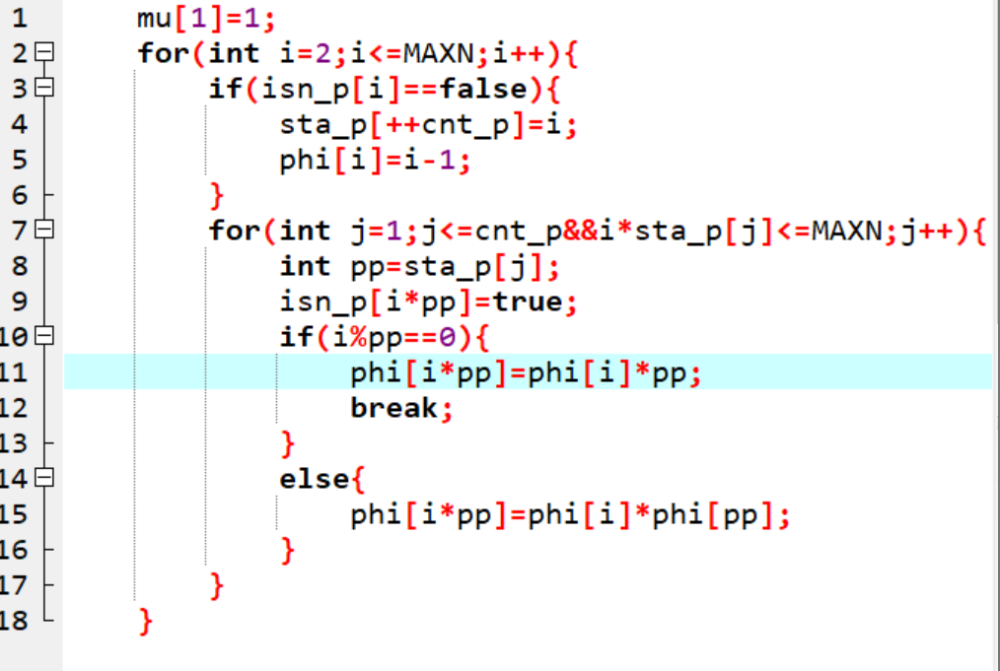 1 mu[1]=1;
2 for(int i=2;i<=MAXN;i++){
3 if(isn_p[i]==false){
4 sta_p[++cnt_p]=i;
5 phi[i]=i-1;
6 }
7 for(int j=1;j<=cnt_p&&i*sta_p[j]<=MAXN;j++){
8 int pp=sta_p[j];
9 isn_p[i*pp]=true;
10 if(i%pp==0){
11 phi[i*pp]=phi[i]*pp;
12 break;
13 }
14 else{
15 phi[i*pp]=phi[i]*phi[pp];
16 }
17 }
18 }